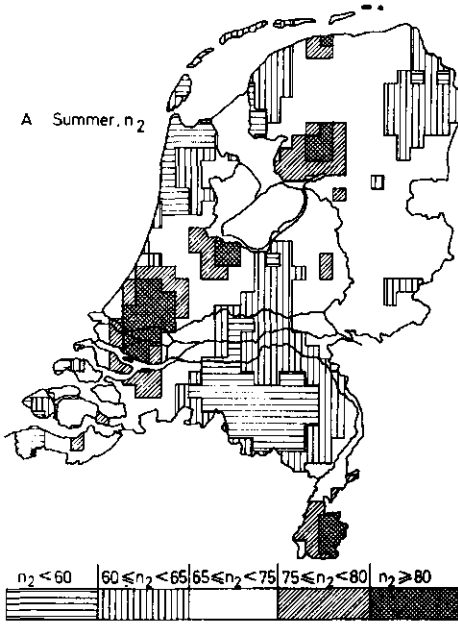 A Summer, n₂
n₂ < 60 60 ⩽ n₂ < 65 65 ⩽ n₂ < 75 75 ⩽ n₂ < 80 n₂ ⩾ 80